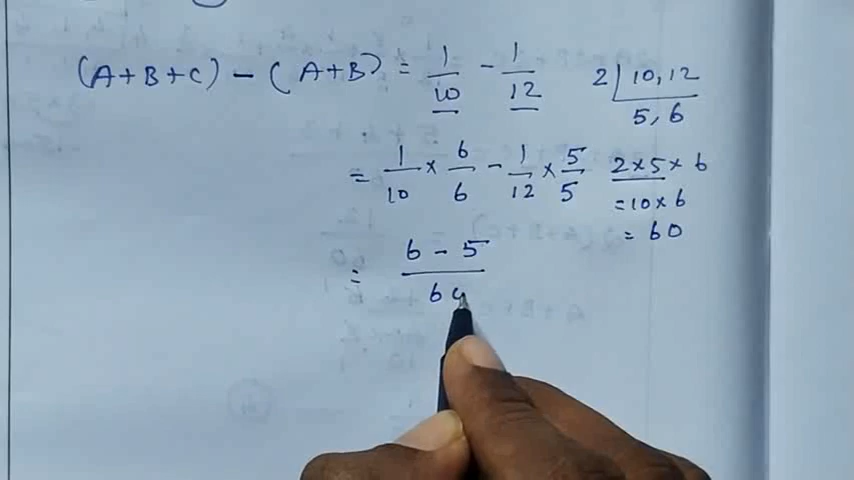 (A+B+C) - (A+B) = 1/10 - 1/12
2 | 10, 12
5, 6
= 1/10 × 6/6 - 1/12 × 5/5
2 × 5 × 6
= 10 × 6
= 60
= 6 - 5 / 60